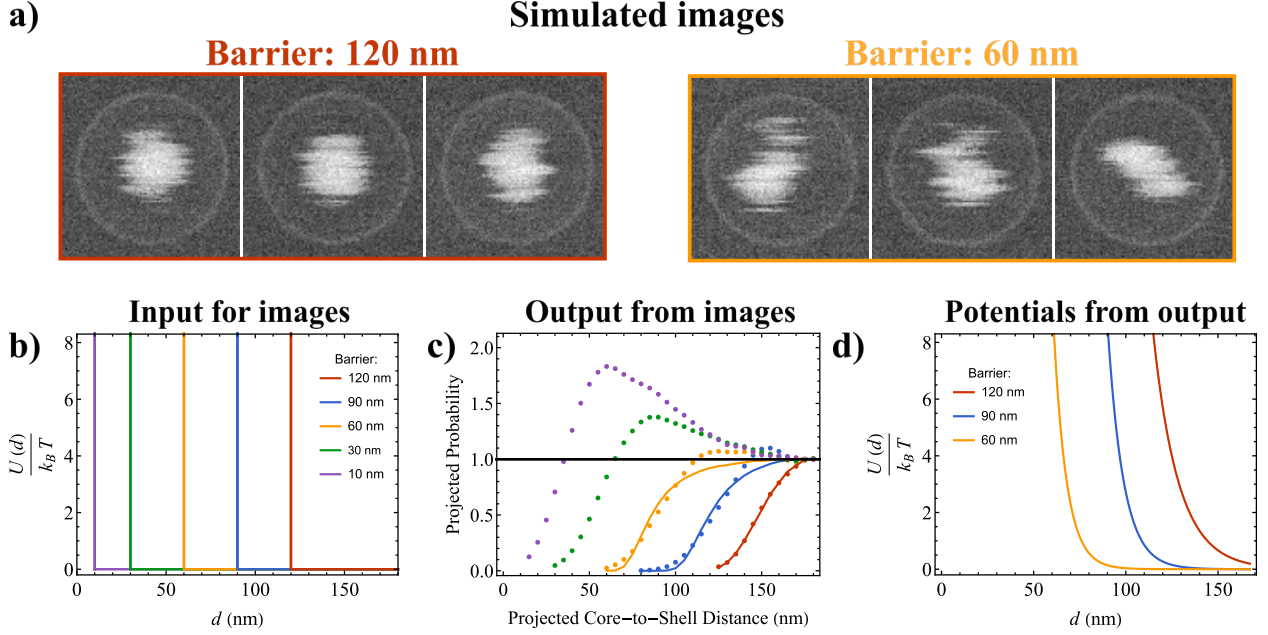 a)
Simulated images
Barrier: 120 nm
Barrier: 60 nm
Input for images
Output from images
Potentials from output
b)
8
6
4
2
0
U (d)
k_B T
0
50
100
150
d (nm)
Barrier:
120 nm
90 nm
60 nm
30 nm
10 nm
c)
2.0
1.5
1.0
0.5
0.0
Projected Probability
0
50
100
150
Projected Core−to−Shell Distance (nm)
d)
8
6
4
2
0
U (d)
k_B T
0
50
100
150
d (nm)
Barrier:
120 nm
90 nm
60 nm